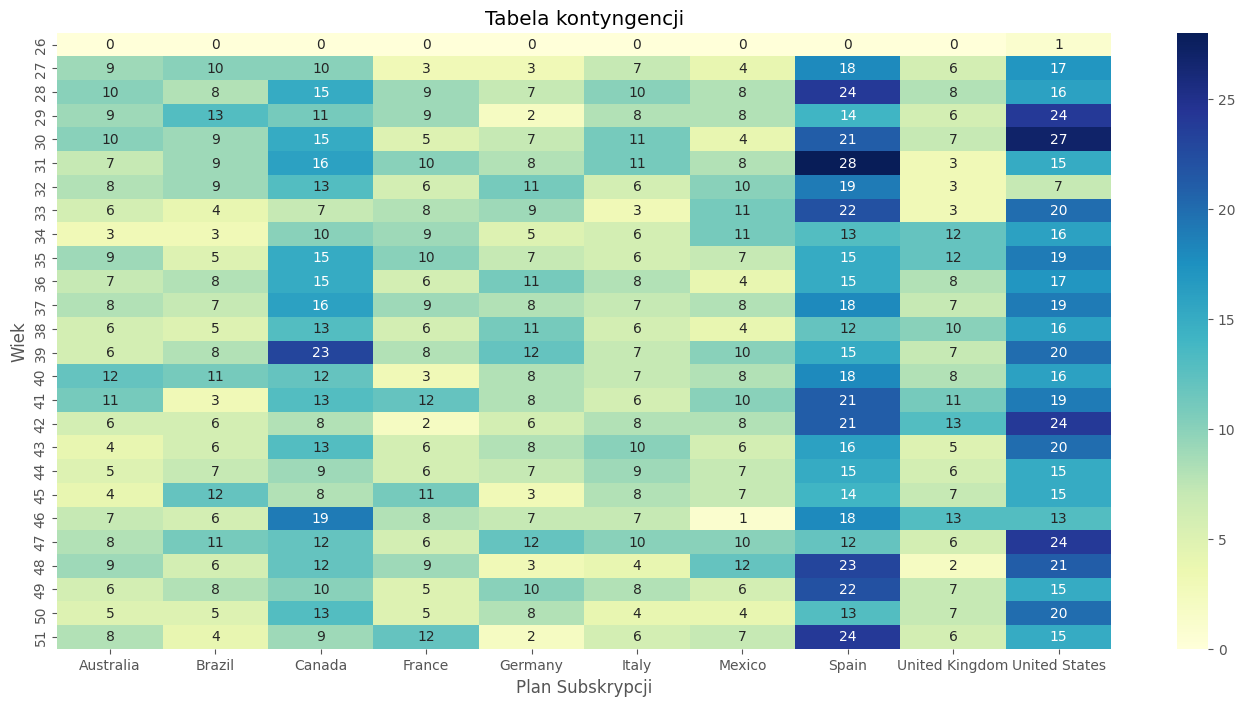 Tabela kontyngencji
Wiek
26 0 0 0 0 0 0 0 0 0 1
27 9 10 10 3 3 7 4 18 6 17
28 10 8 15 9 7 10 8 24 8 16
29 9 13 11 9 2 8 8 14 6 24
30 10 9 15 5 7 11 4 21 7 27
31 7 9 16 10 8 11 8 28 3 15
32 8 9 13 6 11 6 10 19 3 7
33 6 4 7 8 9 3 11 22 3 20
34 3 3 10 9 5 6 11 13 12 16
35 9 5 15 10 7 6 7 15 12 19
36 7 8 15 6 11 8 4 15 8 17
37 8 7 16 9 8 7 8 18 7 19
38 6 5 13 6 11 6 4 12 10 16
39 6 8 23 8 12 7 10 15 7 20
40 12 11 12 3 8 7 8 18 8 16
41 11 3 13 12 8 6 10 21 11 19
42 6 6 8 2 6 8 8 21 13 24
43 4 6 13 6 8 10 6 16 5 20
44 5 7 9 6 7 9 7 15 6 15
45 4 12 8 11 3 8 7 14 7 15
46 7 6 19 8 7 7 1 18 13 13
47 8 11 12 6 12 10 10 12 6 24
48 9 6 12 9 3 4 12 23 2 21
49 6 8 10 5 10 8 6 22 7 15
50 5 5 13 5 8 4 4 13 7 20
51 8 4 9 12 2 6 7 24 6 15
Australia Brazil Canada France Germany Italy Mexico Spain United Kingdom United States
Plan Subskrypcji
25
20
15
10
5
0